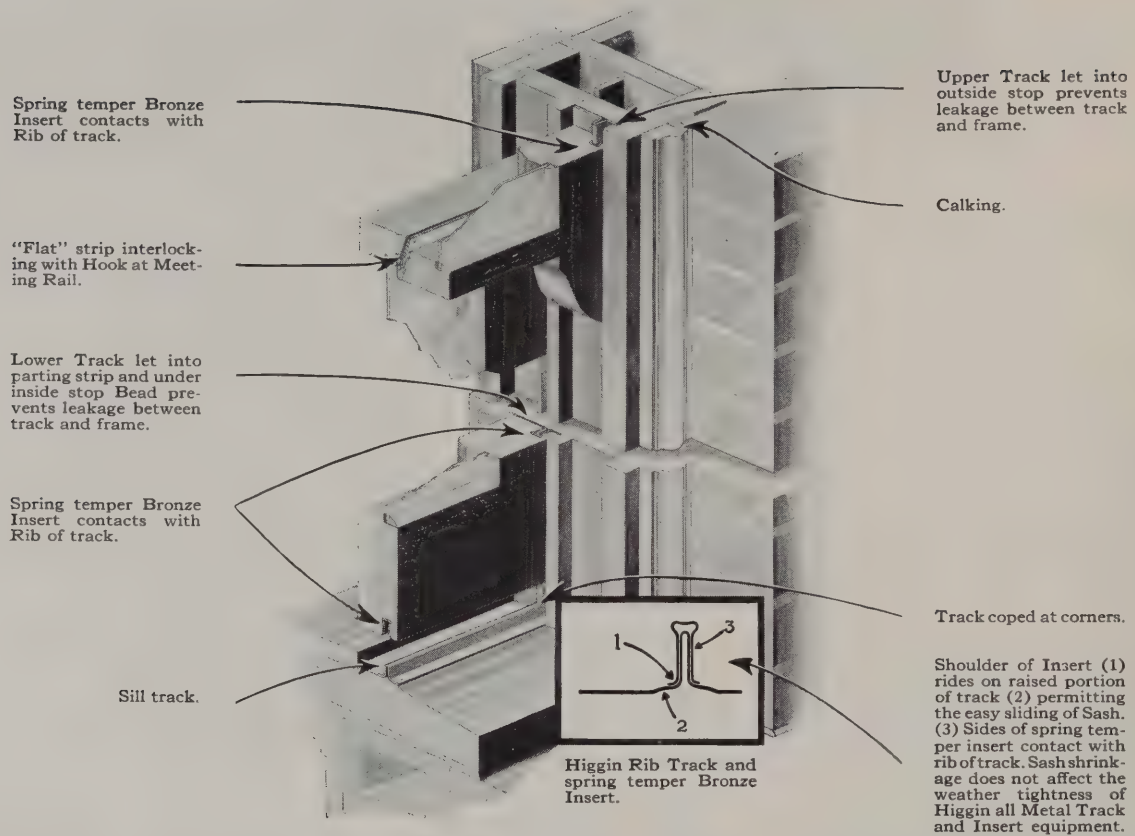 Spring temper Bronze
Insert contacts with
Rib of track.
"Flat" strip interlock-
ing with Hook at Meet-
ing Rail.
Lower Track let into
parting strip and under
inside stop Bead pre-
vents leakage between
track and frame.
Spring temper Bronze
Insert contacts with
Rib of track.
Sill track.
Upper Track let into
outside stop prevents
leakage between track
and frame.
Calking.
Track coped at corners.
1
3
2
Higgin Rib Track and
spring temper Bronze
Insert.
Shoulder of Insert (1)
rides on raised portion
of track (2) permitting
the easy sliding of Sash.
(3) Sides of spring tem-
per insert contact with
rib of track. Sash shrink-
age does not affect the
weather tightness of
Higgin all Metal Track
and Insert equipment.